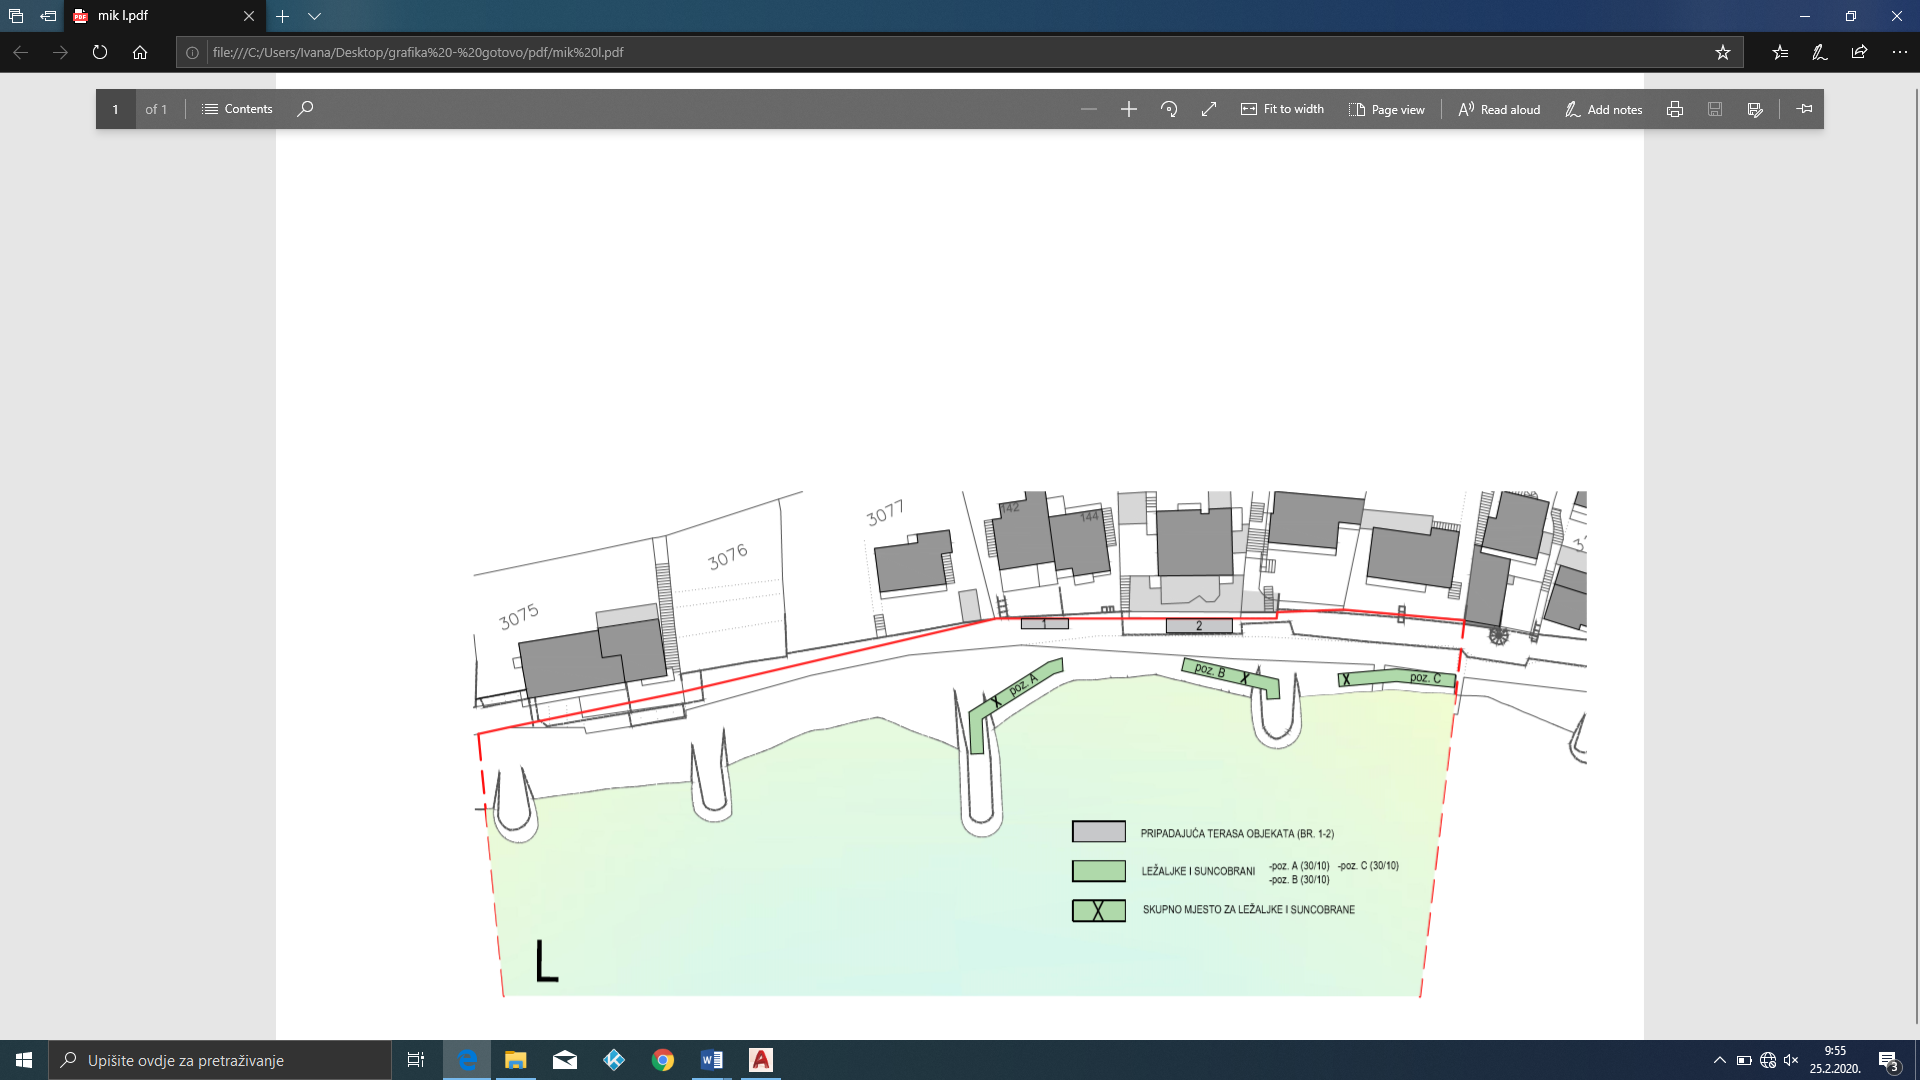 mik l.pdf
file:///C:/Users/Ivana/Desktop/grafika%20-%20gotovo/pdf/mik%20l.pdf
1 of 1 Contents Fit to width Page view Read aloud Add notes
3077
142
144
3076
3075
1
2
poz. A
poz. B
X
X
X
poz. C
PRIPADAJUĆA TERASA OBJEKATA (BR. 1-2)
LEŽALJKE I SUNCOBRANI -poz. A (30/10) -poz. C (30/10)
-poz. B (30/10)
X SKUPNO MJESTO ZA LEŽALJKE I SUNCOBRANE
L
Upišite ovdje za pretraživanje
9:55
25.2.2020.
3